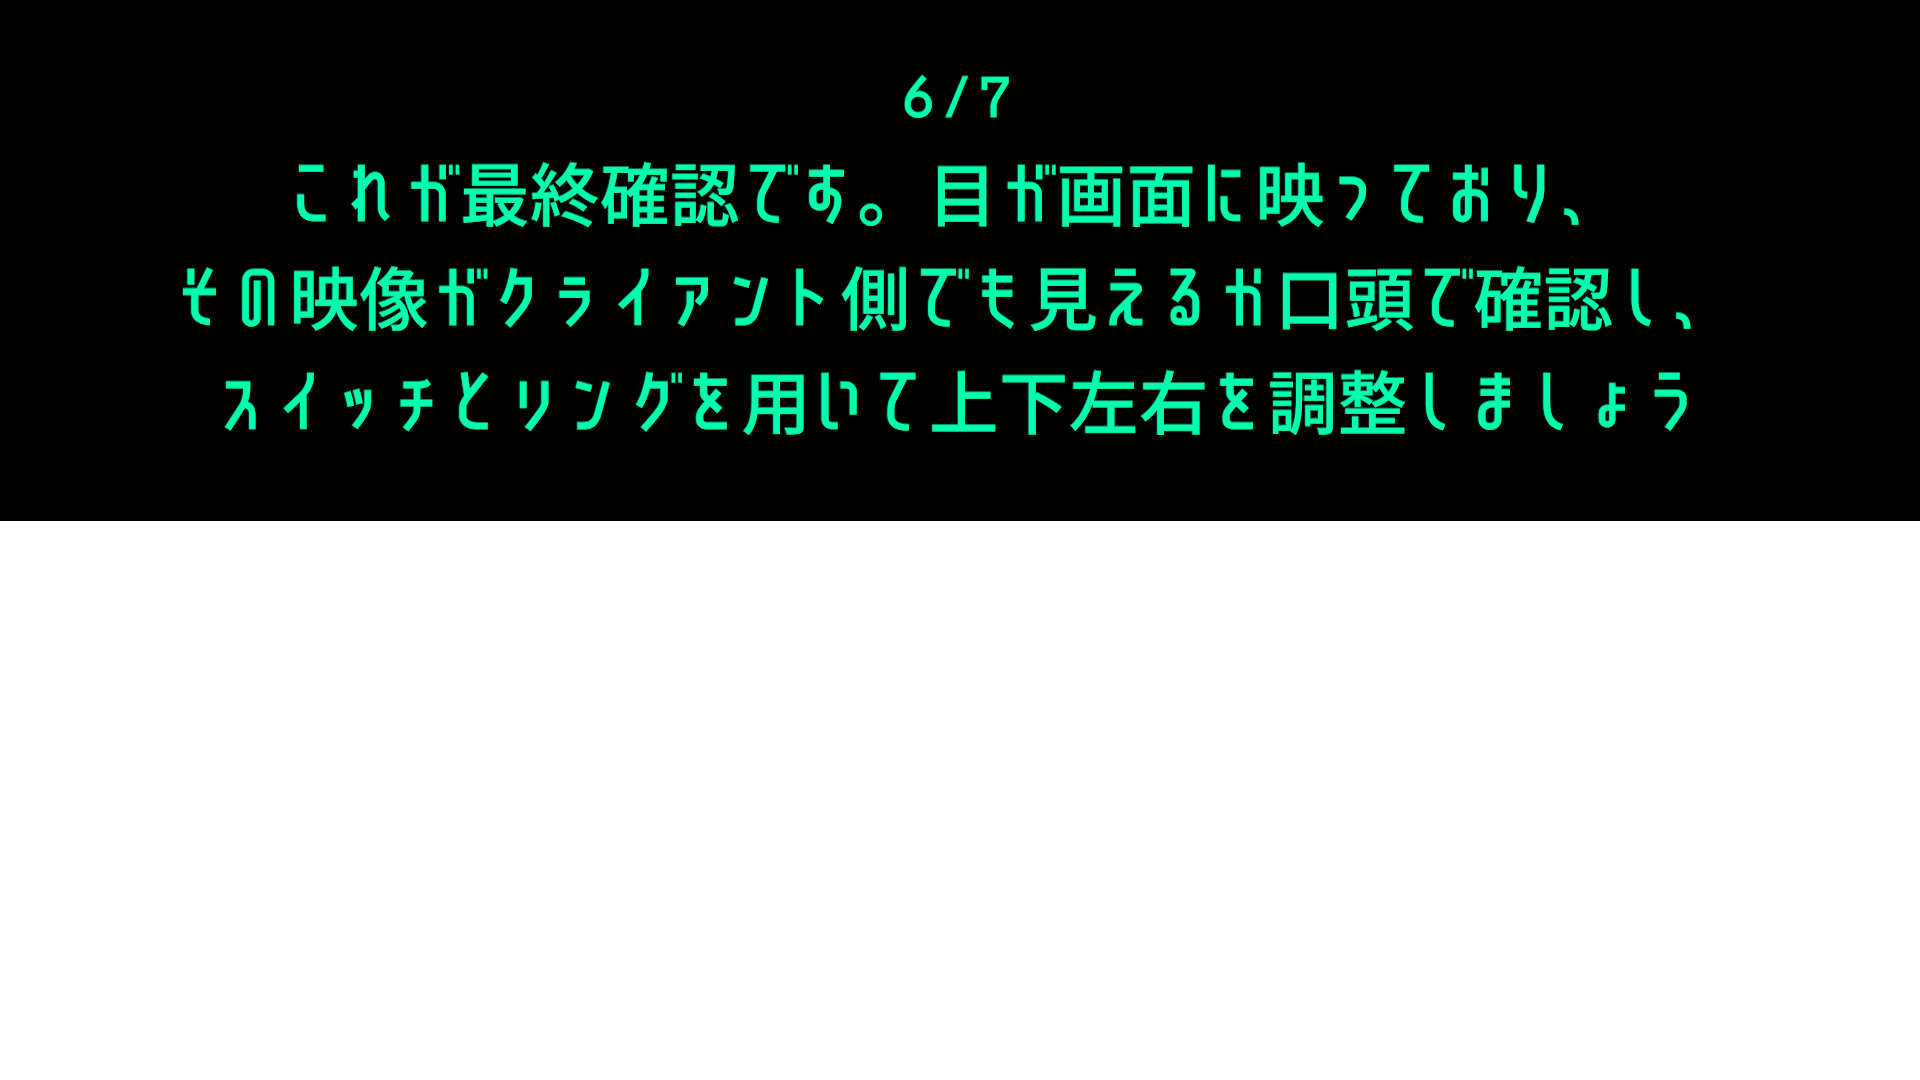 6/7
これが最終確認です。目が画面に映っており、
その映像がクライアント側でも見えるか口頭で確認し、
スイッチとリングを用いて上下左右を調整しましょう